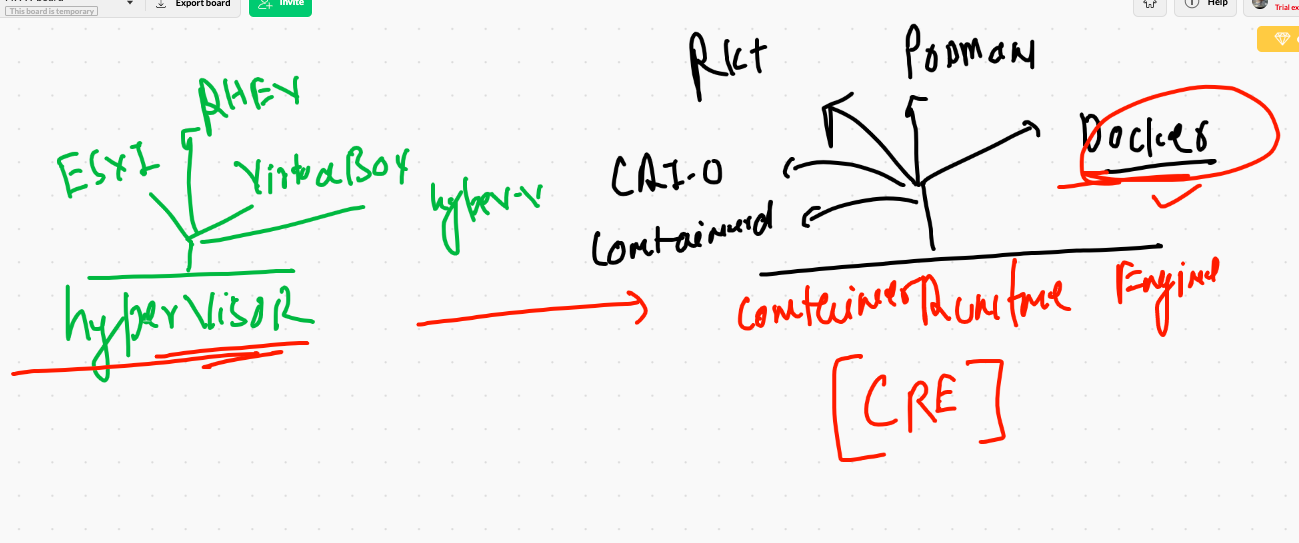 This board is temporary
Export board
Invite
Help
Trial ex
RHEV
ESXI
VirtualBox
hyber-v
hyperVisoR
Rkt
PODMAN
Docker
CRI-O
Containerd
ContainerRuntime Engine
[CRE]